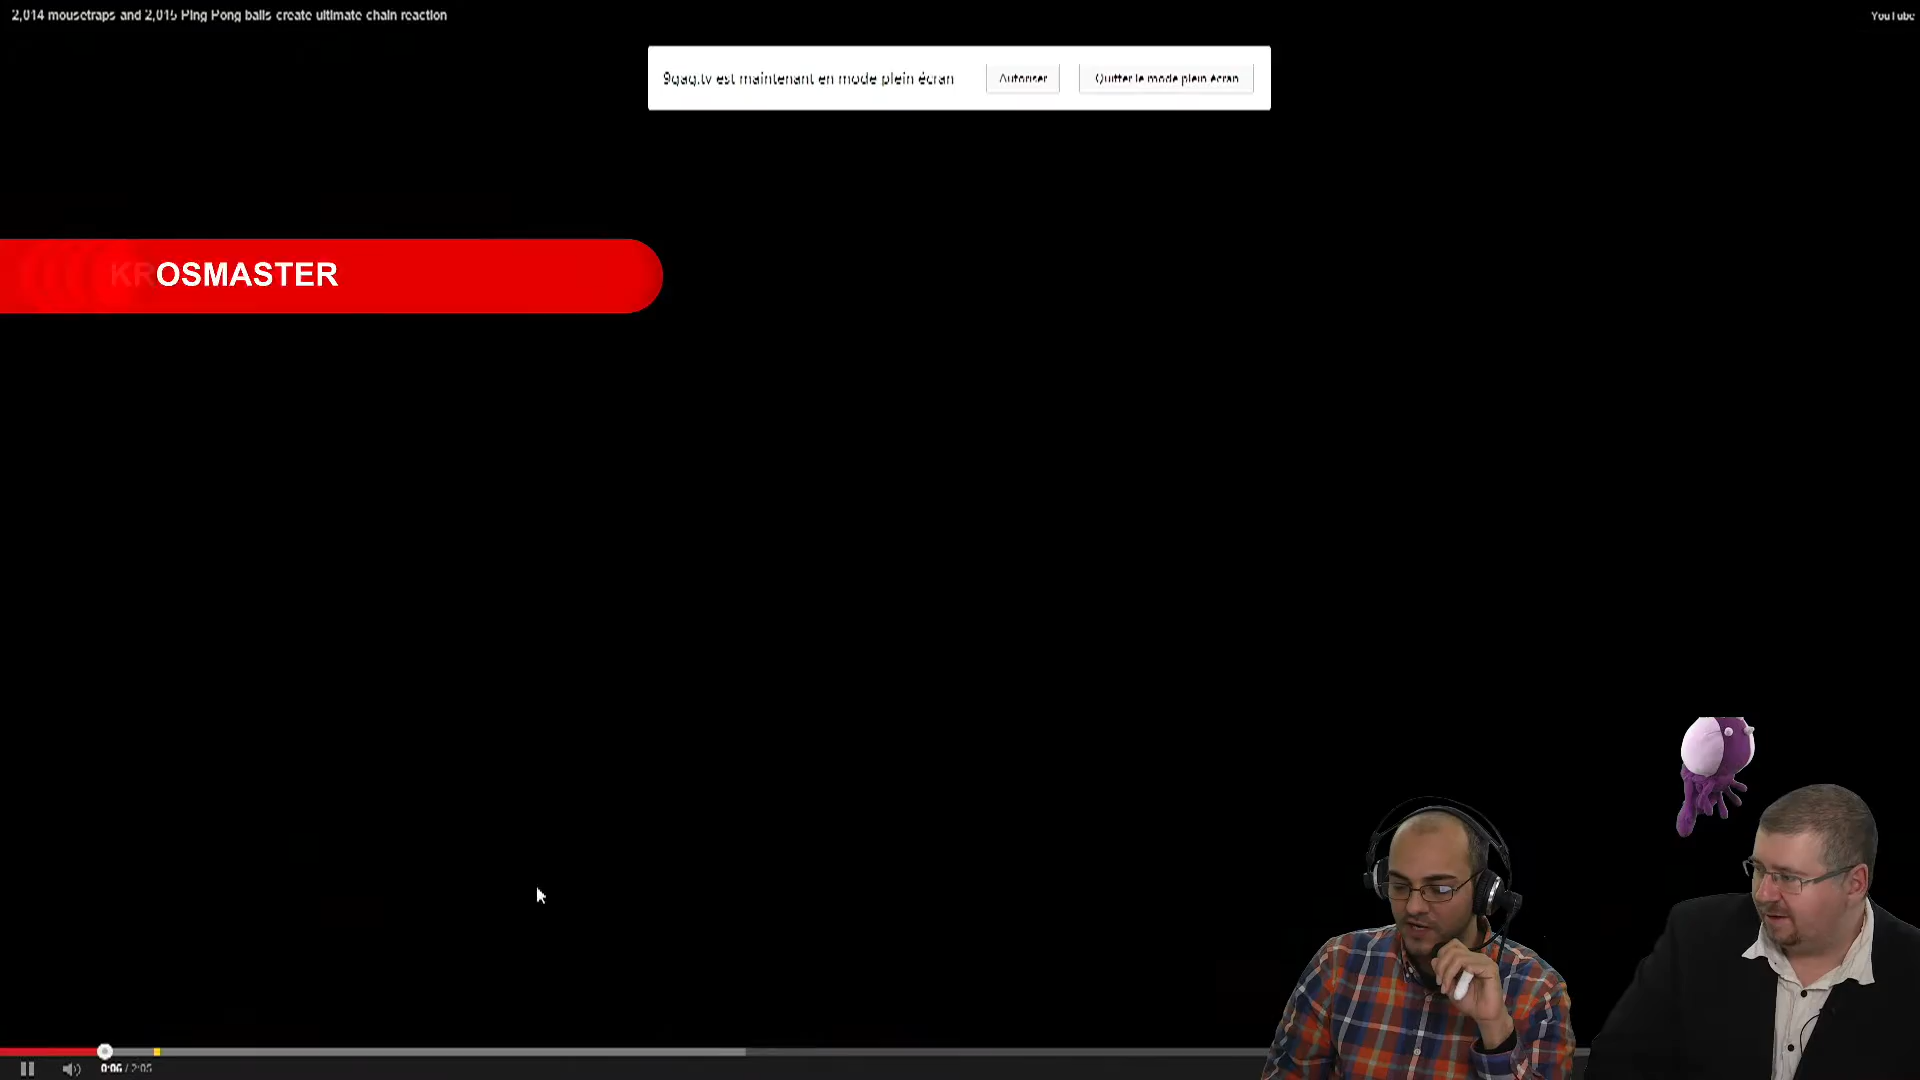 2,014 mousetraps and 2,015 Ping Pong balls create ultimate chain reaction
YouTube
9gag.tv est maintenant en mode plein écran
Autoriser
Quitter le mode plein écran
KROSMASTER
0:06 / 2:05